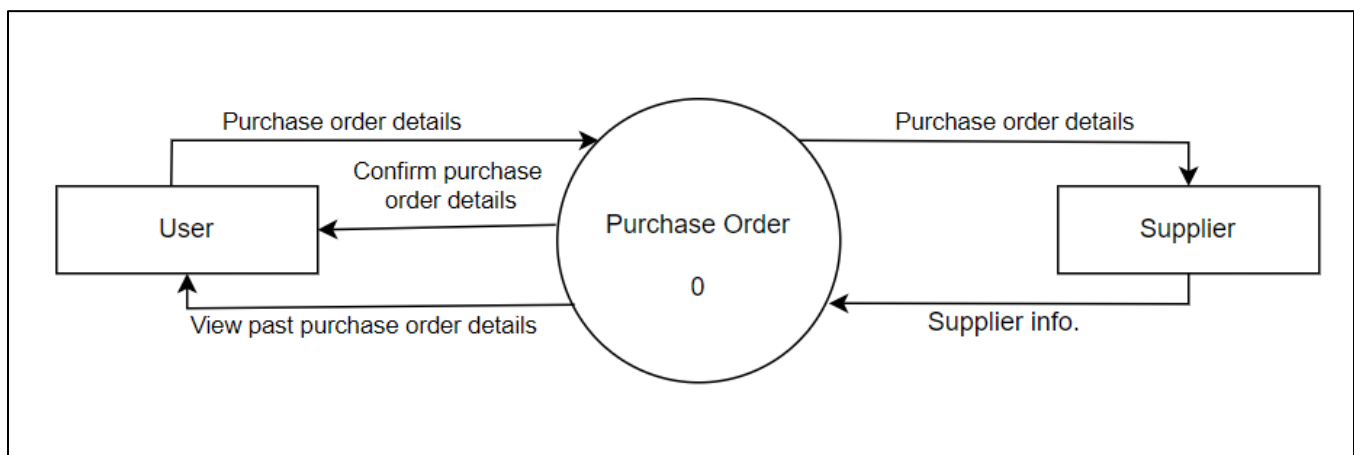 Purchase order details
Purchase order details
Confirm purchase
order details
User
Purchase Order
0
Supplier
View past purchase order details
Supplier info.